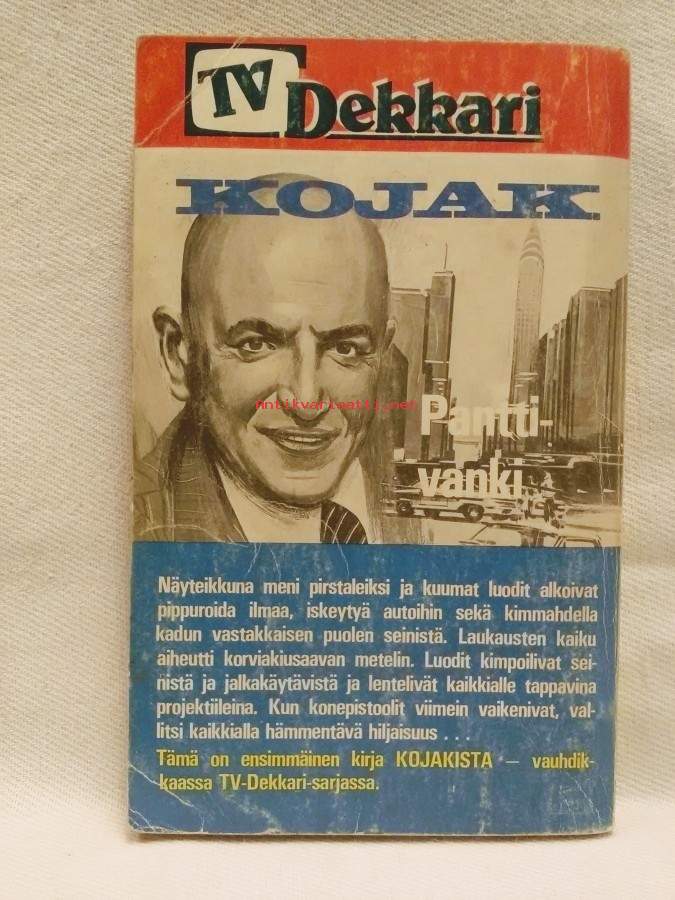 TV Dekkari
KOJAK
antikvariaatti.net
Pantti-
vanki
Näyteikkuna meni pirstaleiksi ja kuumat luodit alkoivat
pippuroida ilmaa, iskeytyä autoihin sekä kimmahdella
kadun vastakkaisen puolen seinistä. Laukausten kaiku
aiheutti korviakiusaavan metelin. Luodit kimpoilivat sei-
nistä ja jalkakäytävistä ja lentelivät kaikkialle tappavina
projektiileina. Kun konepistoolit viimein vaikenivat, val-
litsi kaikkialla hämmentävä hiljaisuus . . .
Tämä on ensimmäinen kirja KOJAKISTA — vauhdik-
kaassa TV-Dekkari-sarjassa.